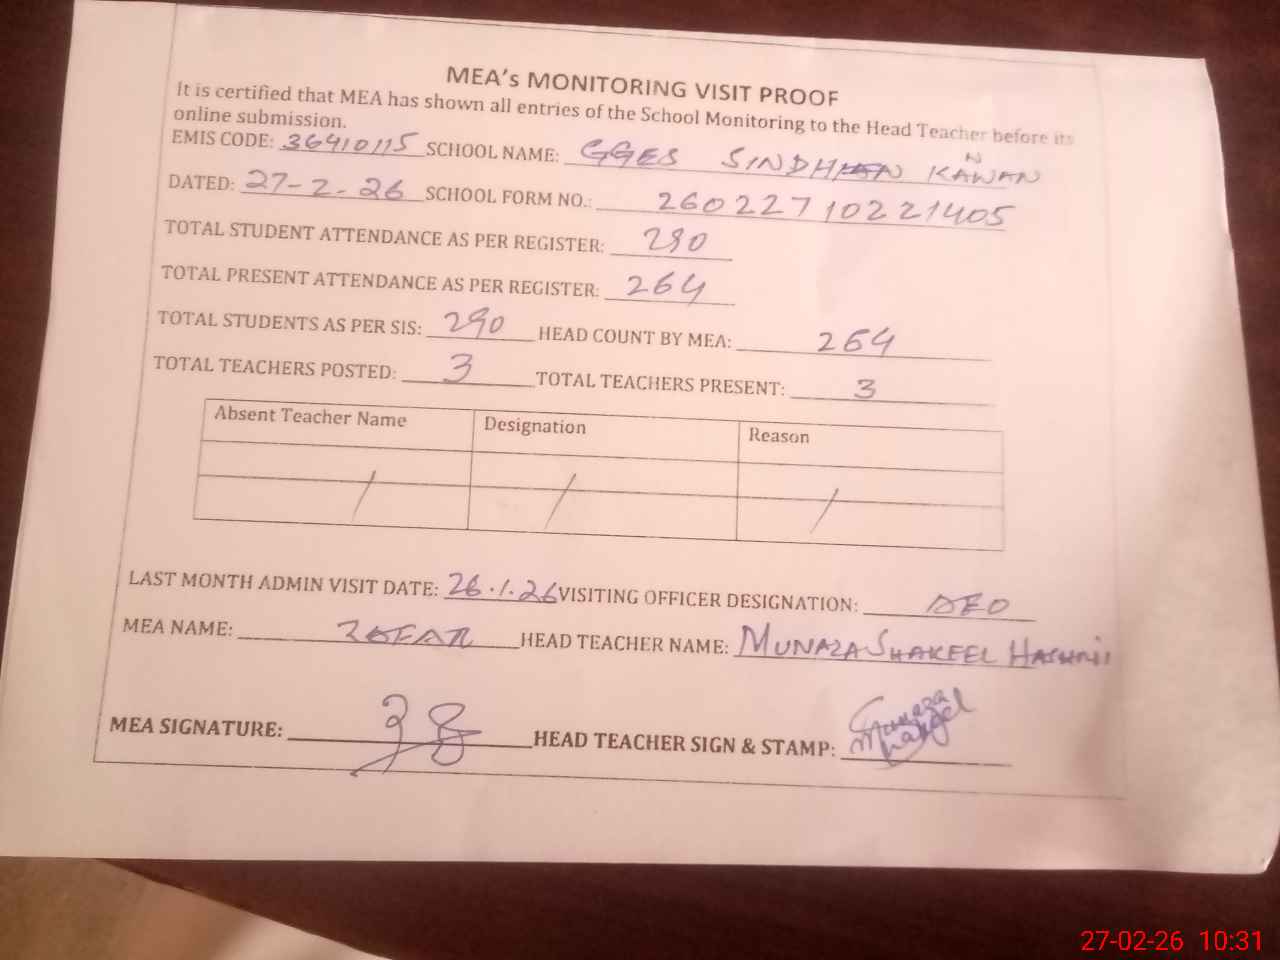 MEA's MONITORING VISIT PROOF
It is certified that MEA has shown all entries of the School Monitoring to the Head Teacher before its
online submission.
EMIS CODE: 36410115 SCHOOL NAME: GGES SINDHIAN KAWAN
DATED: 27-2-26 SCHOOL FORM NO.: 26022710221405
TOTAL STUDENT ATTENDANCE AS PER REGISTER: 290
TOTAL PRESENT ATTENDANCE AS PER REGISTER: 264
TOTAL STUDENTS AS PER SIS: 290 HEAD COUNT BY MEA: 264
TOTAL TEACHERS POSTED: 3 TOTAL TEACHERS PRESENT: 3
Absent Teacher Name Designation Reason
/ / /
LAST MONTH ADMIN VISIT DATE: 26.1.26 VISITING OFFICER DESIGNATION: AEO
MEA NAME: ZAFAR HEAD TEACHER NAME: MUNAZA SHAKEEL HASHMI
MEA SIGNATURE: HEAD TEACHER SIGN & STAMP: Munaza Shakeel
27-02-26 10:31